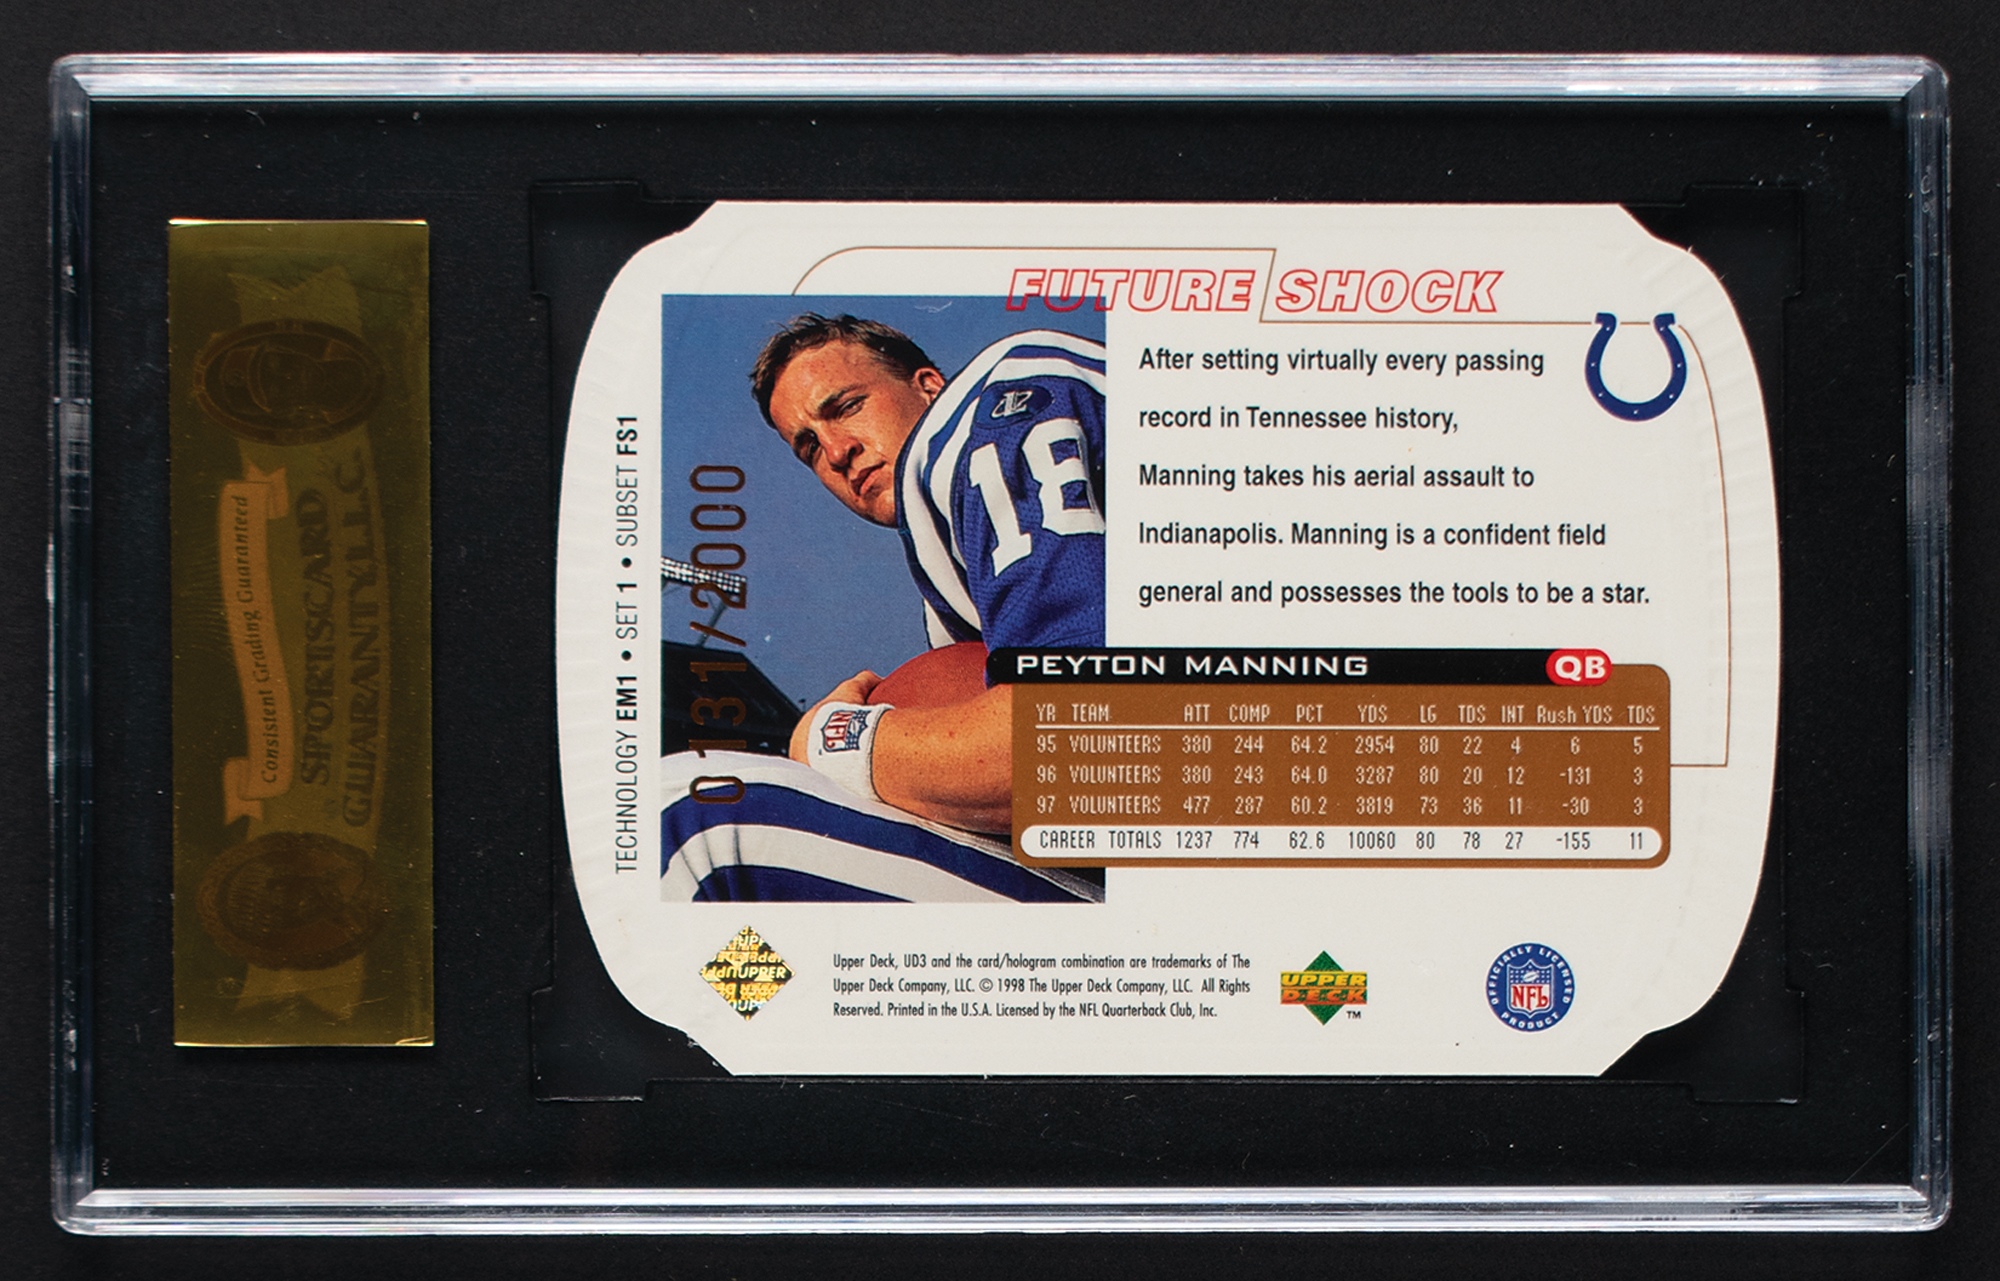 Consistent Grading Guaranteed
SPORTSCARD
GUARANTY,L.L.C.
TECHNOLOGY EM1 • SET 1 • SUBSET FS1
0131/2000
FUTURE SHOCK
18
NFL
After setting virtually every passing
record in Tennessee history,
Manning takes his aerial assault to
Indianapolis. Manning is a confident field
general and possesses the tools to be a star.
PEYTON MANNING QB
YR TEAM ATT COMP PCT YDS LG TDS INT Rush YDS TDS
95 VOLUNTEERS 380 244 64.2 2954 80 22 4 6 5
96 VOLUNTEERS 380 243 64.0 3287 80 20 12 -131 3
97 VOLUNTEERS 477 287 60.2 3819 73 36 11 -30 3
CAREER TOTALS 1237 774 62.6 10060 80 78 27 -155 11
UPPER
Upper Deck, UD3 and the card/hologram combination are trademarks of The
Upper Deck Company, LLC. © 1998 The Upper Deck Company, LLC. All Rights
Reserved. Printed in the U.S.A. Licensed by the NFL Quarterback Club, Inc.
UPPER
DECK
TM
OFFICIALLY LICENSED
NFL
PRODUCT